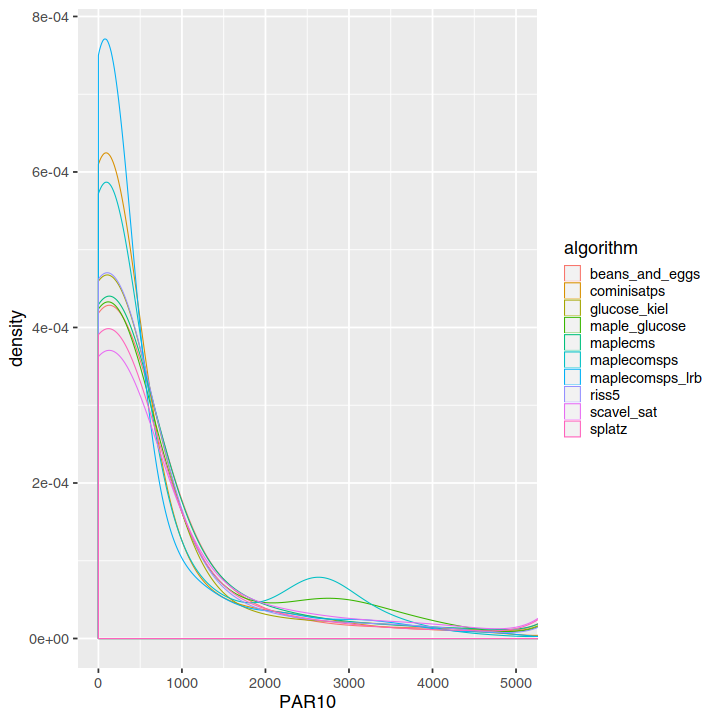 8e-04
6e-04
4e-04
2e-04
0e+00
density
0 1000 2000 3000 4000 5000
PAR10
algorithm
beans_and_eggs
cominisatps
glucose_kiel
maple_glucose
maplecms
maplecomsps
maplecomsps_lrb
riss5
scavel_sat
splatz